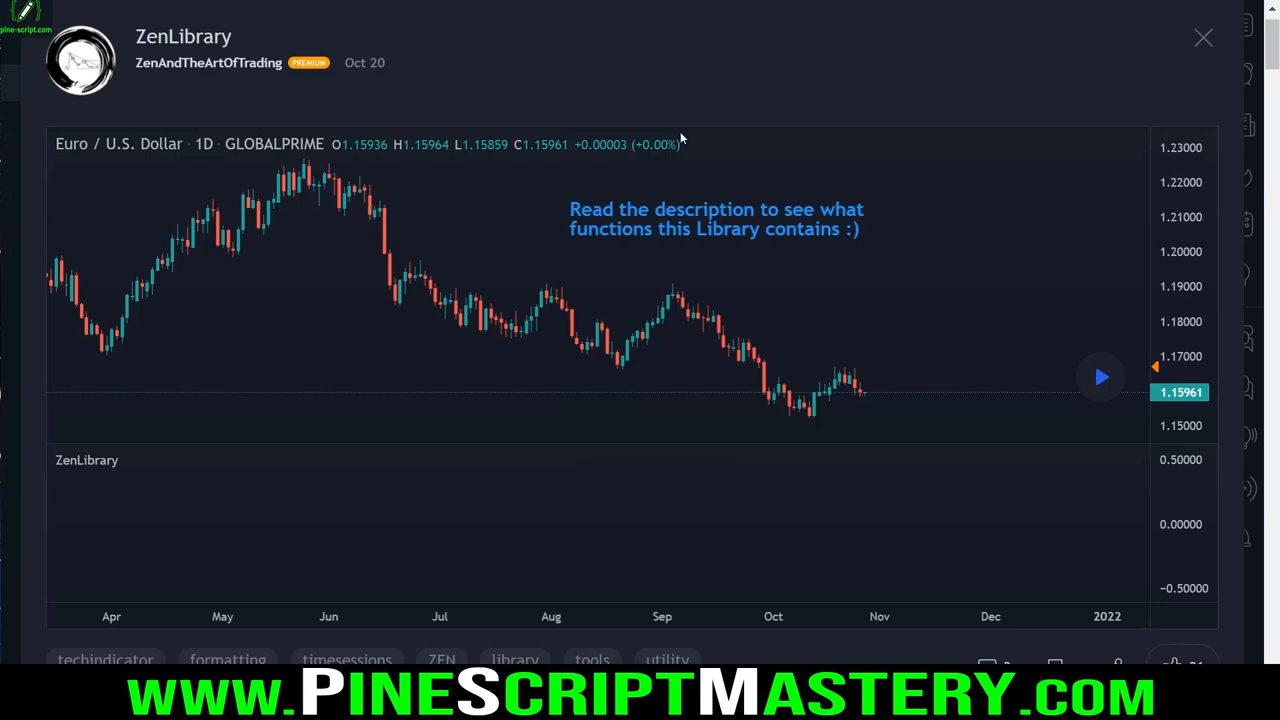 pine-script.com
ZenLibrary
ZenAndTheArtOfTrading PREMIUM Oct 20
Euro / U.S. Dollar · 1D · GLOBALPRIME O1.15936 H1.15964 L1.15859 C1.15961 +0.00003 (+0.00%)
1.23000
1.22000
Read the description to see what
functions this Library contains :)
1.21000
1.20000
1.19000
1.18000
1.17000
1.15961
1.15000
ZenLibrary
0.50000
0.00000
−0.50000
Apr May Jun Jul Aug Sep Oct Nov Dec 2022
techindicator formatting timesessions ZEN library tools utility
www.PineScriptMastery.com